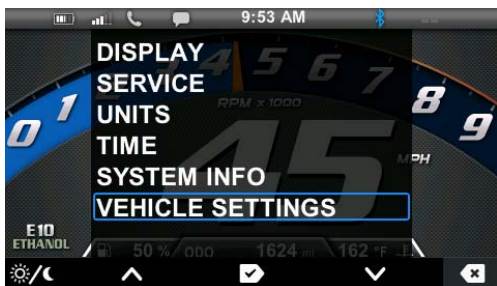 9:53 AM
DISPLAY
SERVICE
UNITS
TIME
SYSTEM INFO
VEHICLE SETTINGS
0 1 4 5 6 7 8 9
RPM x 1000
45
MPH
E10
ETHANOL
50 % ODO 1624 mi 162 °F